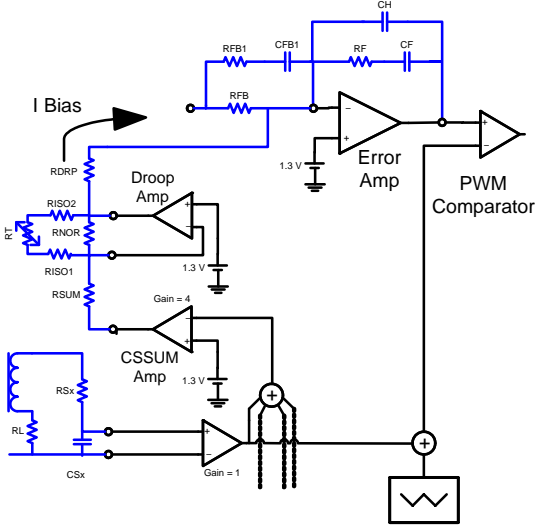 CH
RFB1
CFB1
RF
CF
RFB
I Bias
−
+
1.3 V
Error
Amp
+
−
PWM
Comparator
RDRP
Droop
Amp
RISO2
RT
RNOR
RISO1
+
−
1.3 V
RSUM
Gain = 4
−
+
CSSUM
Amp
1.3 V
RSx
RL
CSx
+
−
Gain = 1
+
+